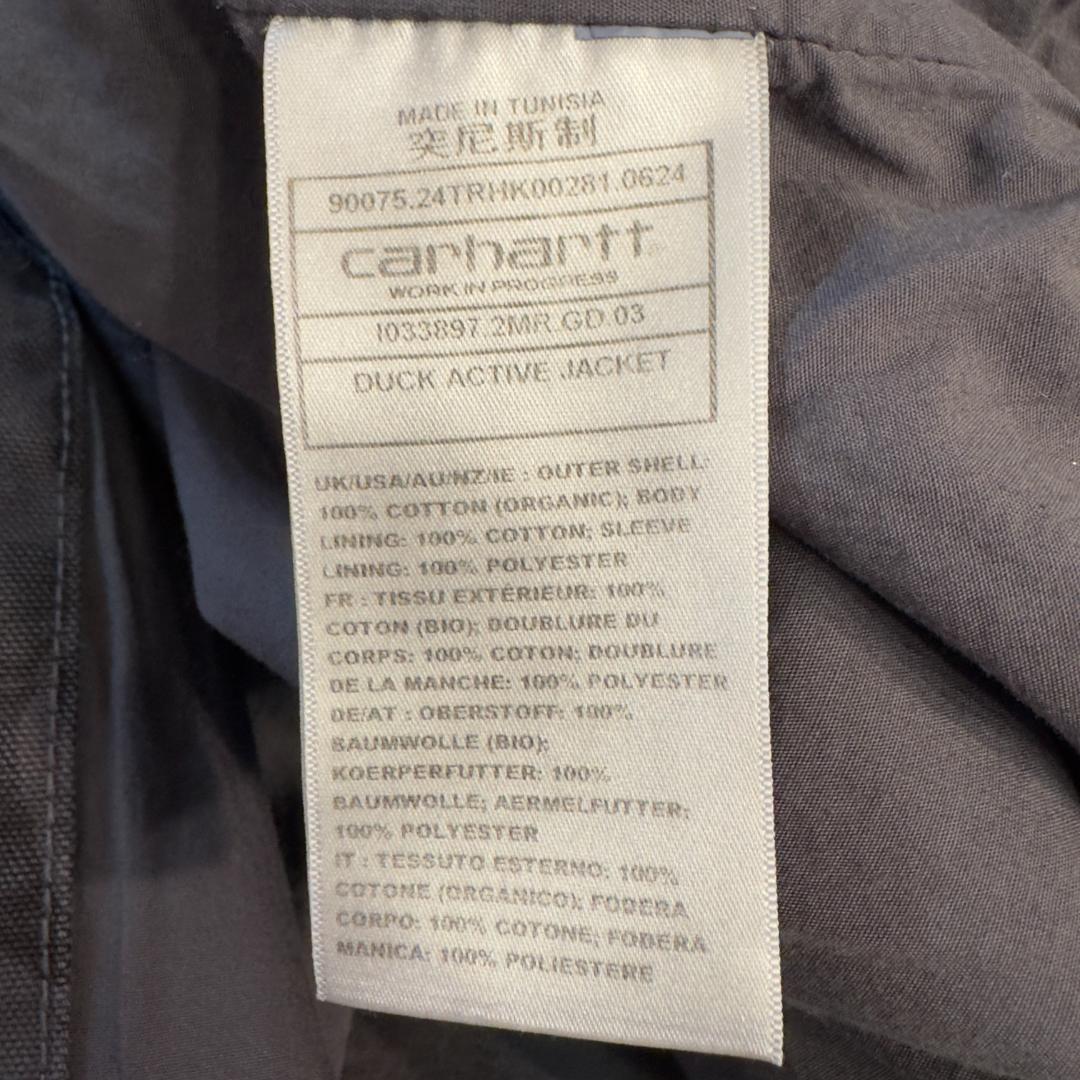 MADE IN TUNISIA
突尼斯制
90075.24TRHK00281.0624
carhartt
WORK IN PROGRESS
I033897.2MR.GD.03
DUCK ACTIVE JACKET
UK/USA/AU/NZ/IE : OUTER SHELL:
100% COTTON (ORGANIC); BODY
LINING: 100% COTTON; SLEEVE
LINING: 100% POLYESTER
FR : TISSU EXTÉRIEUR: 100%
COTON (BIO); DOUBLURE DU
CORPS: 100% COTON; DOUBLURE
DE LA MANCHE: 100% POLYESTER
DE/AT : OBERSTOFF: 100%
BAUMWOLLE (BIO);
KOERPERFUTTER: 100%
BAUMWOLLE; AERMELFUTTER:
100% POLYESTER
IT : TESSUTO ESTERNO: 100%
COTONE (ORGANICO); FODERA
CORPO: 100% COTONE; FODERA
MANICA: 100% POLIESTERE